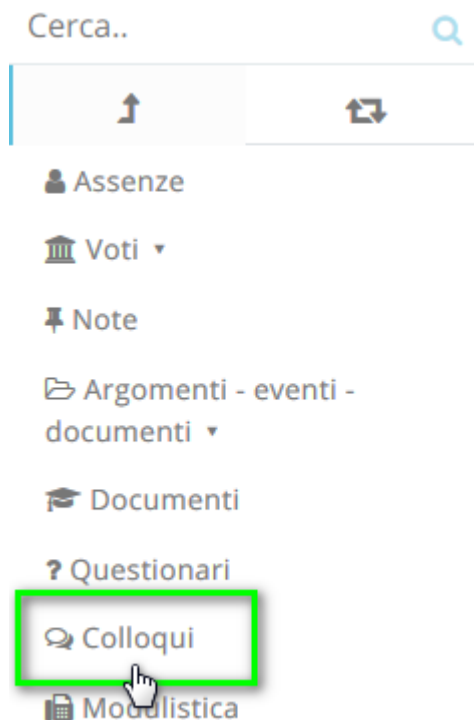 Cerca..
Assenze
Voti
Note
Argomenti - eventi -
documenti
Documenti
? Questionari
Colloqui
Modulistica